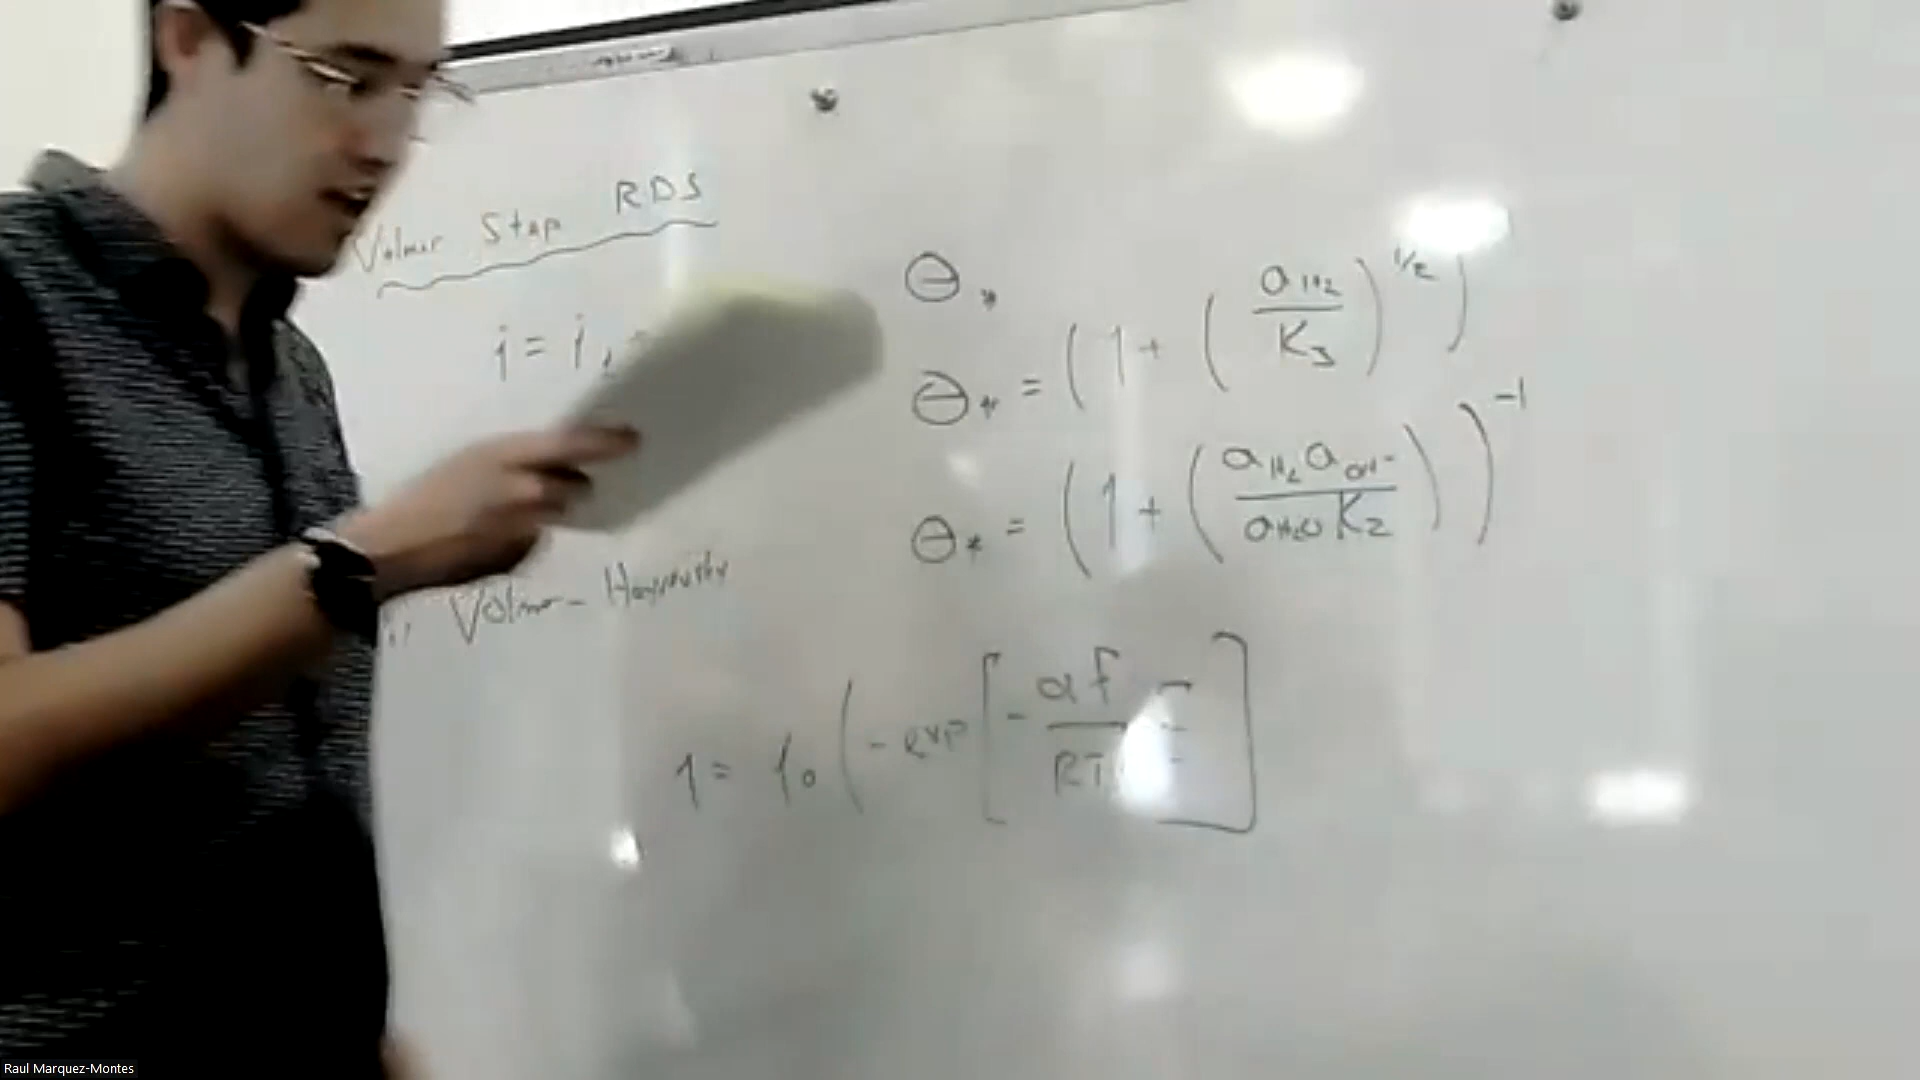 Volmer Step RDS
i = i
Θ*
Θ* = (1 + (aH₂ / K₃)^1/2)
Θ* = (1 + (aH₂ aOH⁻ / aH₂O K₂))⁻¹
Volmer-Heyrovsky
i = i₀ (- exp [- αF / RT
Raul Marquez-Montes